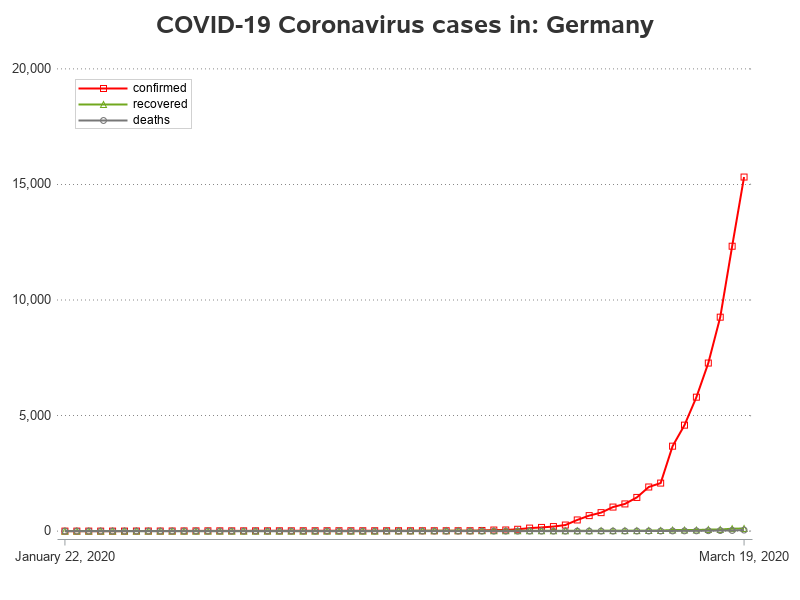 COVID-19 Coronavirus cases in: Germany
20,000
confirmed
recovered
deaths
15,000
10,000
5,000
0
January 22, 2020
March 19, 2020